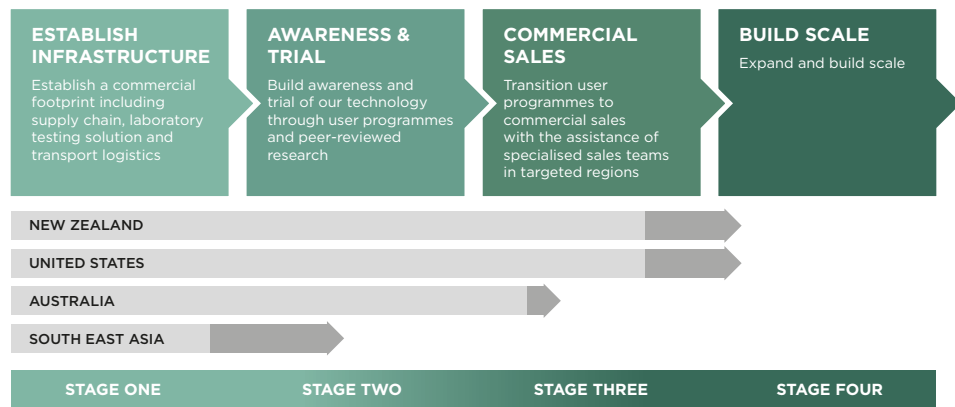 ESTABLISH
INFRASTRUCTURE
Establish a commercial
footprint including
supply chain, laboratory
testing solution and
transport logistics
AWARENESS &
TRIAL
Build awareness and
trial of our technology
through user programmes
and peer-reviewed
research
COMMERCIAL
SALES
Transition user
programmes to
commercial sales
with the assistance of
specialised sales teams
in targeted regions
BUILD SCALE
Expand and build scale
NEW ZEALAND
UNITED STATES
AUSTRALIA
SOUTH EAST ASIA
STAGE ONE
STAGE TWO
STAGE THREE
STAGE FOUR